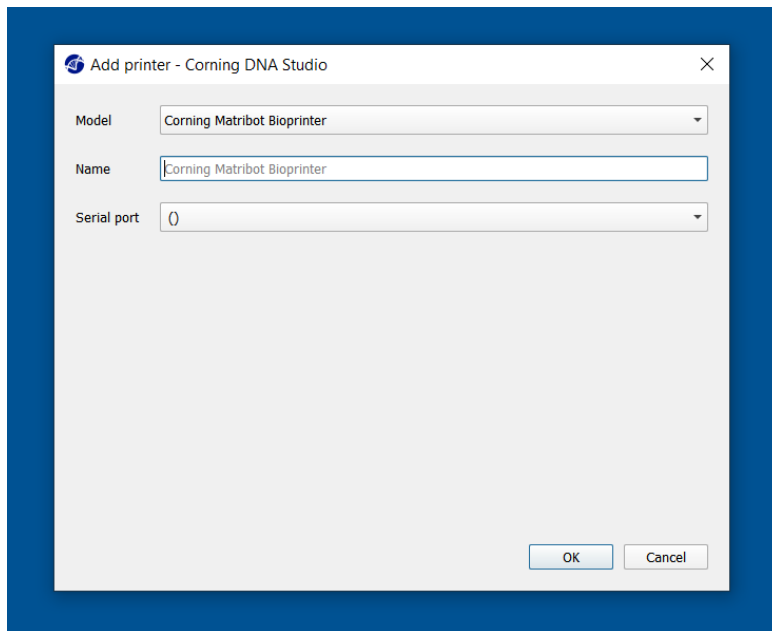 Add printer - Corning DNA Studio
Model Corning Matribot Bioprinter
Name Corning Matribot Bioprinter
Serial port ()
OK Cancel